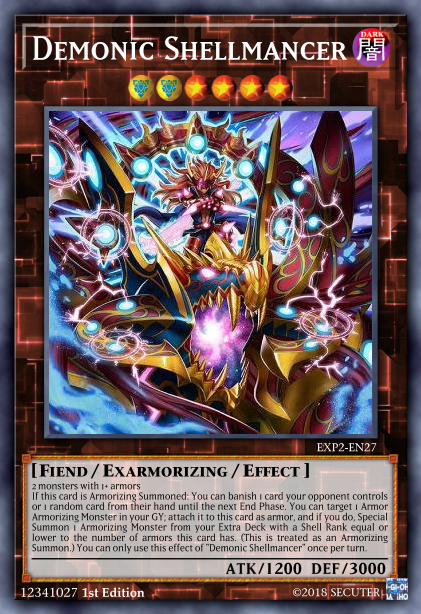 DEMONIC SHELLMANCER
DARK
闇
EXP2-EN27
[FIEND / EXARMORIZING / EFFECT ]
2 monsters with 1+ armors
If this card is Armorizing Summoned: You can banish 1 card your opponent controls
or 1 random card from their hand until the next End Phase. You can target 1 Armor
Armorizing Monster in your GY; attach it to this card as armor, and if you do, Special
Summon 1 Armorizing Monster from your Extra Deck with a Shell Rank equal or
lower to the number of armors this card has. (This is treated as an Armorizing
Summon.) You can only use this effect of "Demonic Shellmancer" once per turn.
ATK/1200 DEF/3000
12341027 1st Edition
©2018 SECUTER